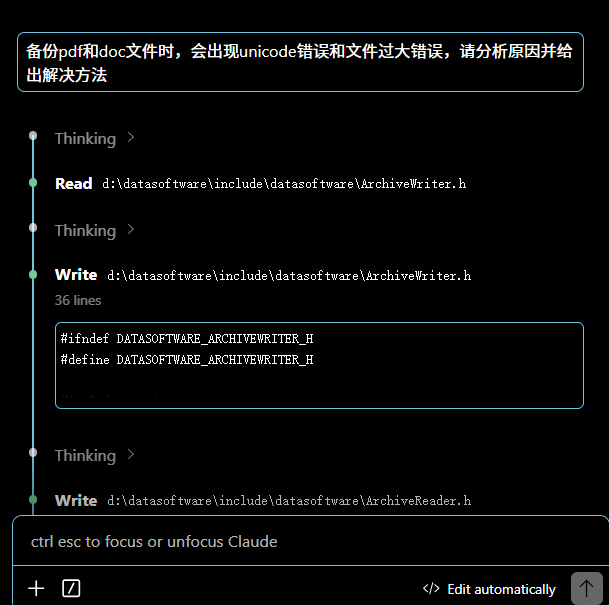 备份pdf和doc文件时，会出现unicode错误和文件过大错误，请分析原因并给
出解决方法
Thinking >
Read d:\datasoftware\include\datasoftware\ArchiveWriter.h
Thinking >
Write d:\datasoftware\include\datasoftware\ArchiveWriter.h
36 lines
#ifndef DATASOFTWARE_ARCHIVEWRITER_H
#define DATASOFTWARE_ARCHIVEWRITER_H
Thinking >
Write d:\datasoftware\include\datasoftware\ArchiveReader.h
ctrl esc to focus or unfocus Claude
</> Edit automatically